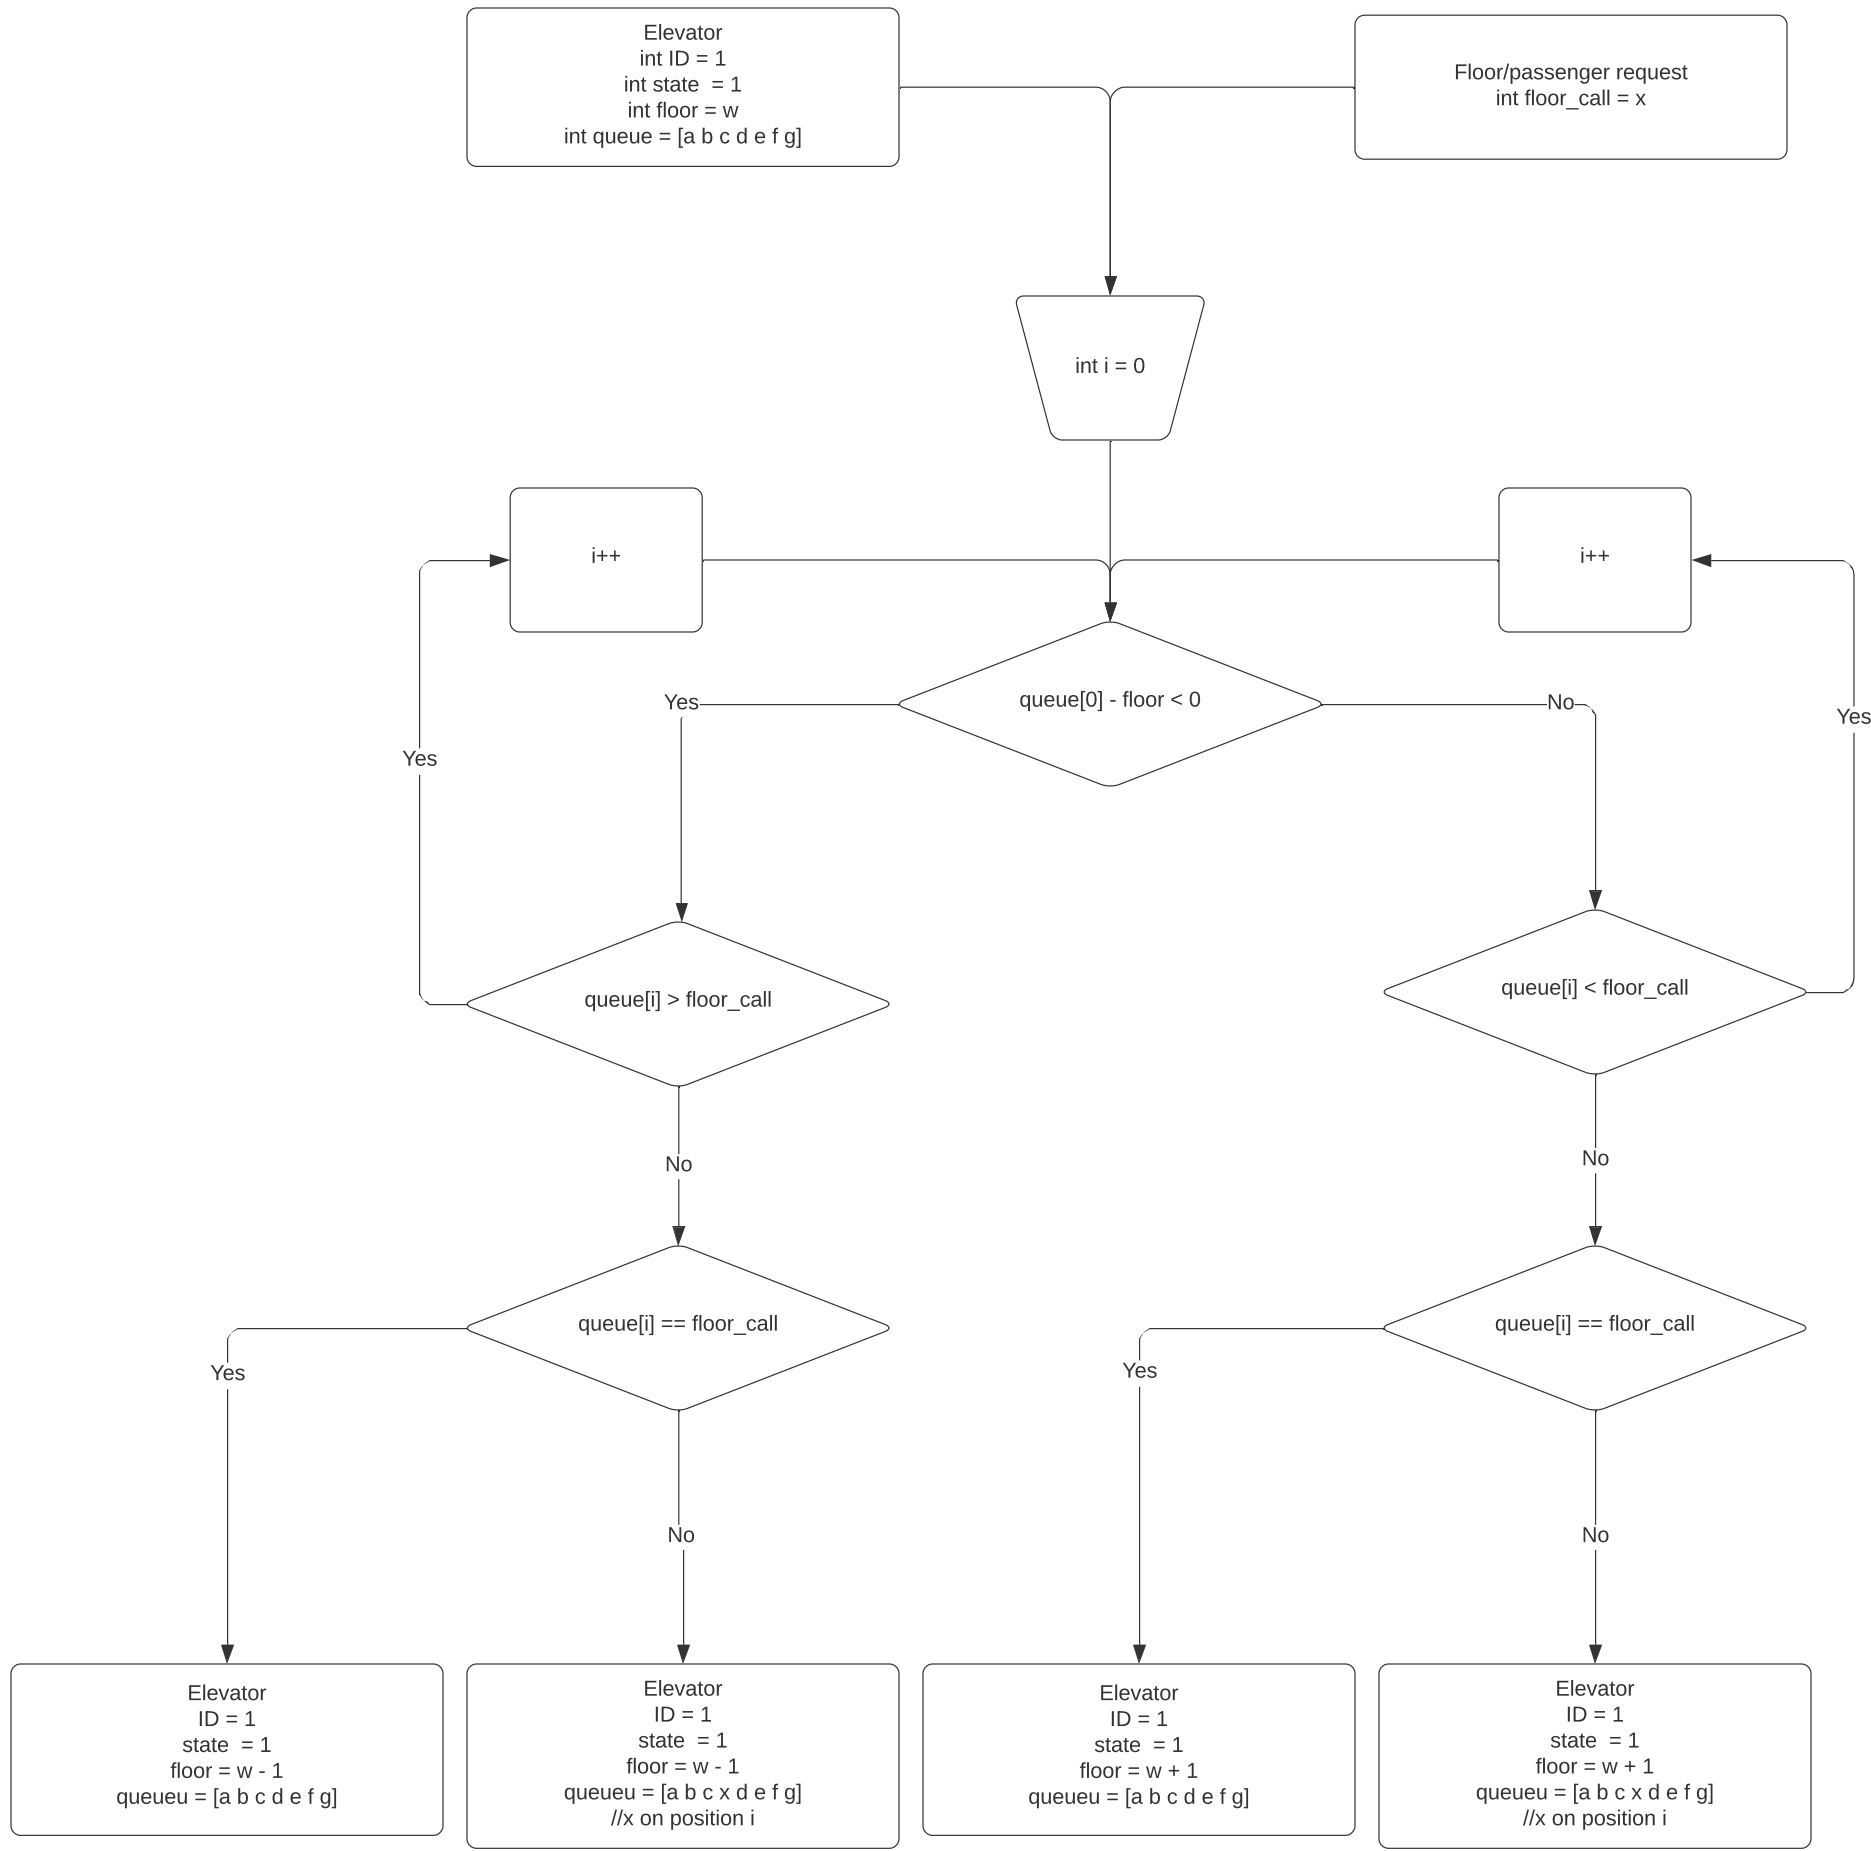 Elevator
int ID = 1
int state  = 1
int floor = w
int queue = [a b c d e f g]
Floor/passenger request
int floor_call = x
int i = 0
i++
i++
queue[0] - floor < 0
Yes
No
Yes
Yes
queue[i] > floor_call
queue[i] < floor_call
No
No
queue[i] == floor_call
queue[i] == floor_call
Yes
Yes
No
No
Elevator
ID = 1
state  = 1
floor = w - 1
queueu = [a b c d e f g]
Elevator
ID = 1
state  = 1
floor = w - 1
queueu = [a b c x d e f g]
//x on position i
Elevator
ID = 1
state  = 1
floor = w + 1
queueu = [a b c d e f g]
Elevator
ID = 1
state  = 1
floor = w + 1
queueu = [a b c x d e f g]
//x on position i